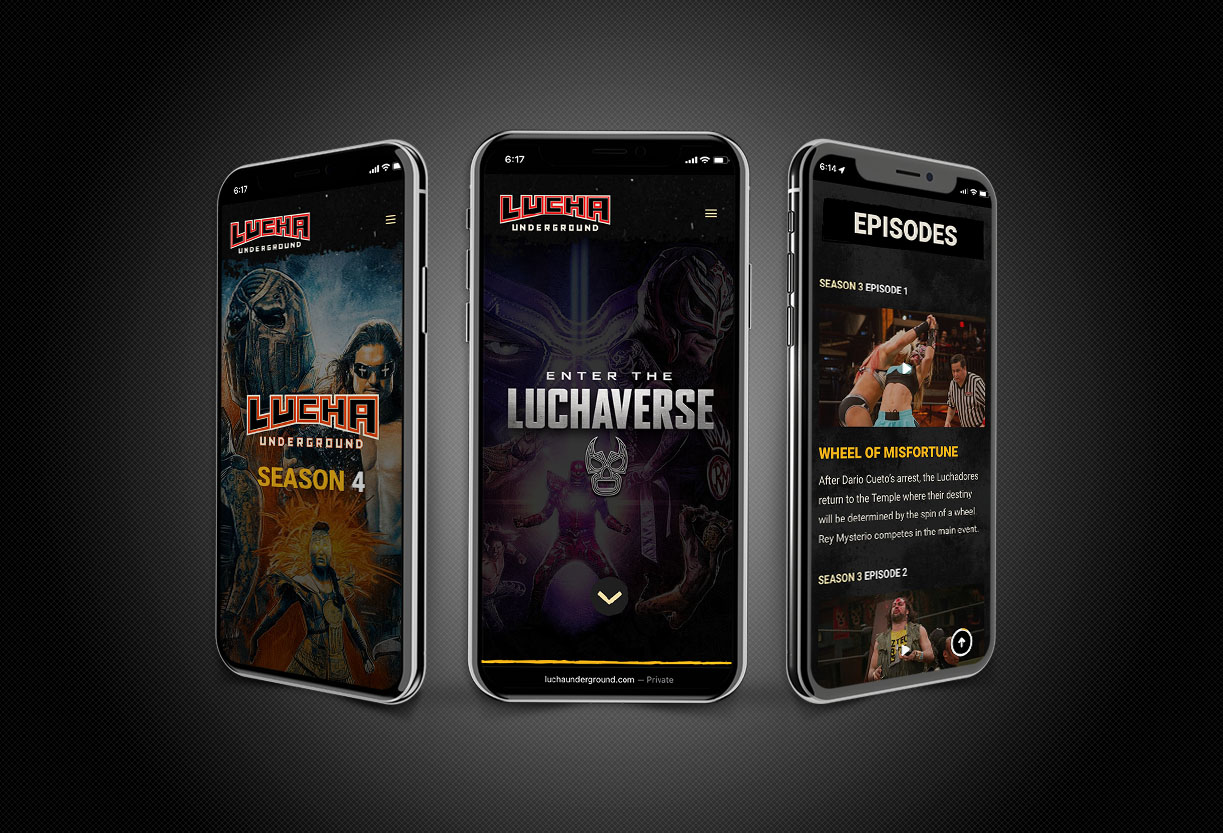 6:17
LUCHA
UNDERGROUND
LUCHA
UNDERGROUND
SEASON 4
6:17
LUCHA
UNDERGROUND
ENTER THE
LUCHAVERSE
luchaunderground.com — Private
6:14
EPISODES
SEASON 3 EPISODE 1
WHEEL OF MISFORTUNE
After Dario Cueto's arrest, the Luchadores
return to the Temple where their destiny
will be determined by the spin of a wheel.
Rey Mysterio competes in the main event.
SEASON 3 EPISODE 2